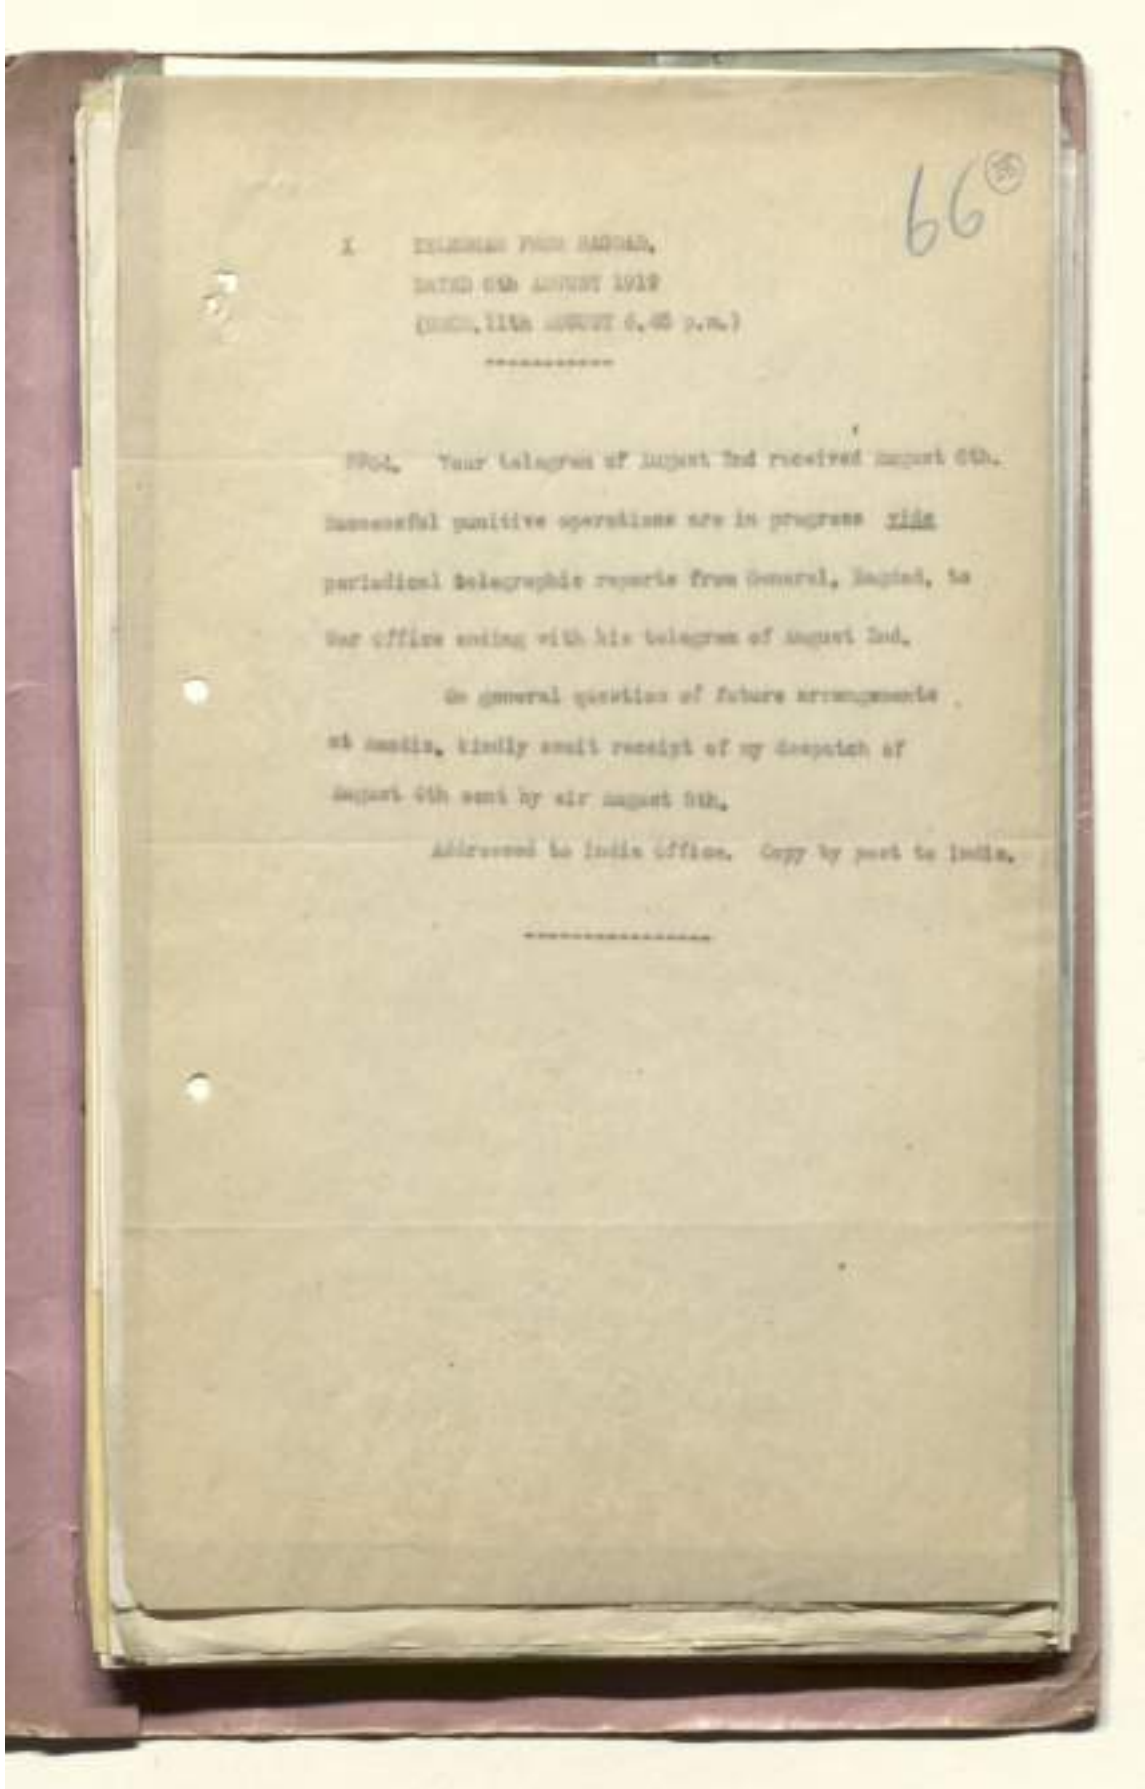 66
X TELEGRAM FROM BAGDAD,
DATED 6th AUGUST 1919
(RECD. 11th AUGUST 6.45 p.m.)
-----------
Your telegram of August 2nd received August 6th.
Successful punitive operations are in progress vide
periodical telegraphic reports from General, Bagdad, to
War Office ending with his telegram of August 2nd.
On general question of future arrangements
at Amadia, kindly await receipt of my despatch of
August 4th sent by air August 5th.
Addressed to India Office. Copy by post to India.
----------------